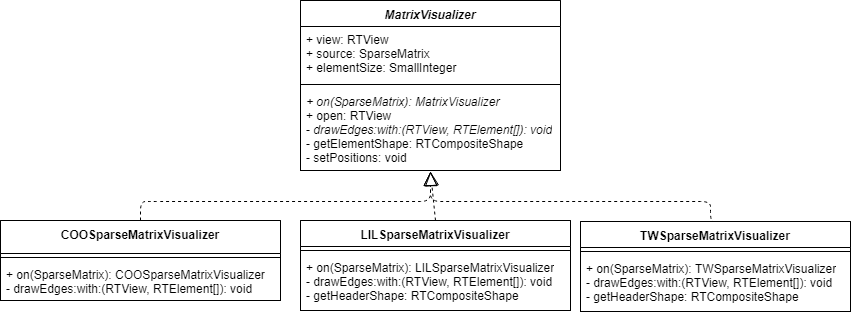 MatrixVisualizer
+ view: RTView
+ source: SparseMatrix
+ elementSize: SmallInteger
+ on(SparseMatrix): MatrixVisualizer
+ open: RTView
- drawEdges:with:(RTView, RTElement[]): void
- getElementShape: RTCompositeShape
- setPositions: void
COOSparseMatrixVisualizer
+ on(SparseMatrix): COOSparseMatrixVisualizer
- drawEdges:with:(RTView, RTElement[]): void
LILSparseMatrixVisualizer
+ on(SparseMatrix): LILSparseMatrixVisualizer
- drawEdges:with:(RTView, RTElement[]): void
- getHeaderShape: RTCompositeShape
TWSparseMatrixVisualizer
+ on(SparseMatrix): TWSparseMatrixVisualizer
- drawEdges:with:(RTView, RTElement[]): void
- getHeaderShape: RTCompositeShape